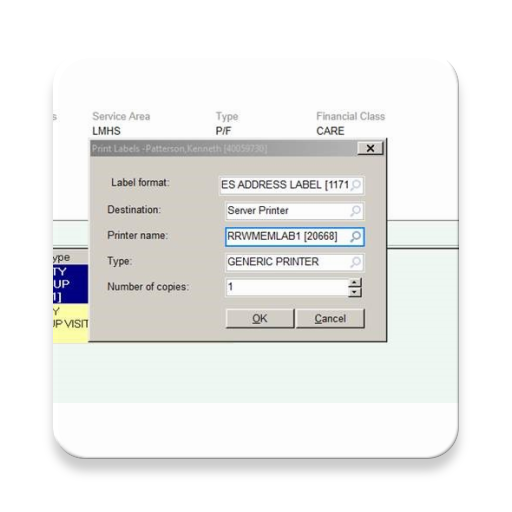 s Service Area Type Financial Class
LMHS P/F CARE
Print Labels -Patterson,Kenneth [40059730]
Label format: ES ADDRESS LABEL [1171
Destination: Server Printer
Printer name: RRWMEMLAB1 [20668]
Type: GENERIC PRINTER
Number of copies: 1
OK Cancel
ype
TY
UP
1]
Y
UP VISIT